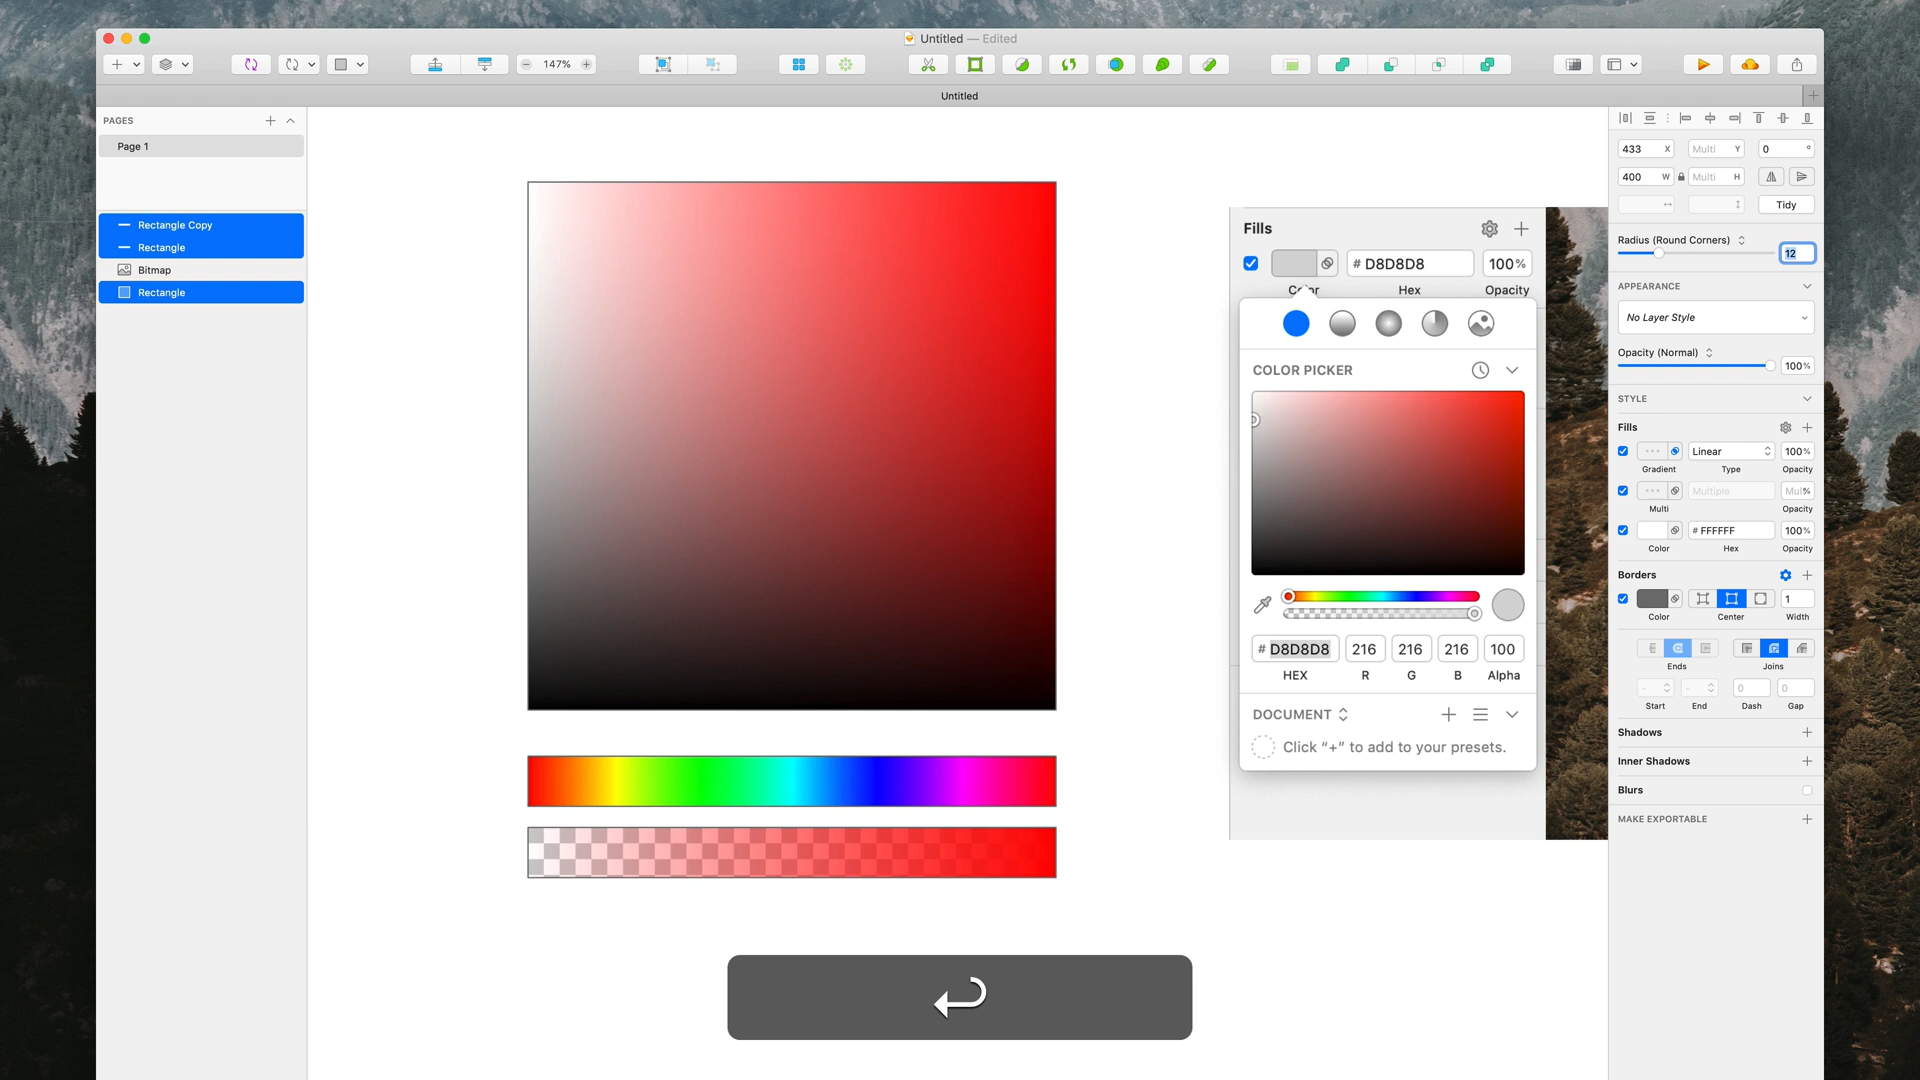 Untitled — Edited
147%
Untitled
PAGES
Page 1
Rectangle Copy
Rectangle
Bitmap
Rectangle
Fills
# D8D8D8
100%
Color
Hex
Opacity
COLOR PICKER
# D8D8D8
216
216
216
100
HEX
R
G
B
Alpha
DOCUMENT
Click “+” to add to your presets.
433 X
Multi Y
0 °
400 W
Multi H
Tidy
Radius (Round Corners)
12
APPEARANCE
No Layer Style
Opacity (Normal)
100%
STYLE
Fills
Linear
100%
Gradient
Type
Opacity
Multiple
Mul%
Multi
Opacity
# FFFFFF
100%
Color
Hex
Opacity
Borders
1
Color
Center
Width
Ends
Joins
-
-
0
0
Start
End
Dash
Gap
Shadows
Inner Shadows
Blurs
MAKE EXPORTABLE